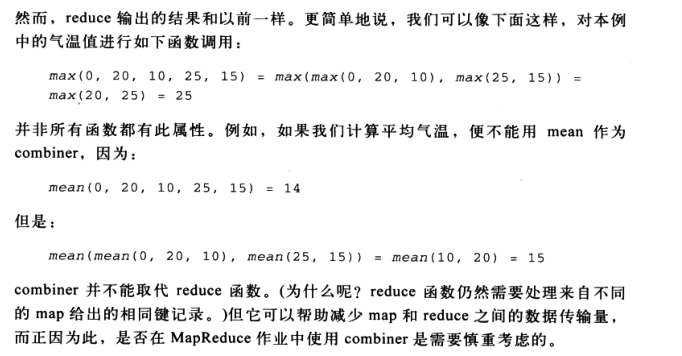 然而，reduce 输出的结果和以前一样。更简单地说，我们可以像下面这样，对本例
中的气温值进行如下函数调用：
max(0, 20, 10, 25, 15) = max(max(0, 20, 10), max(25, 15)) =
max(20, 25) = 25
并非所有函数都有此属性。例如，如果我们计算平均气温，便不能用 mean 作为
combiner，因为：
mean(0, 20, 10, 25, 15) = 14
但是：
mean(mean(0, 20, 10), mean(25, 15)) = mean(10, 20) = 15
combiner 并不能取代 reduce 函数。(为什么呢？reduce 函数仍然需要处理来自不同
的 map 给出的相同键记录。)但它可以帮助减少 map 和 reduce 之间的数据传输量，
而正因为此，是否在 MapReduce 作业中使用 combiner 是需要慎重考虑的。